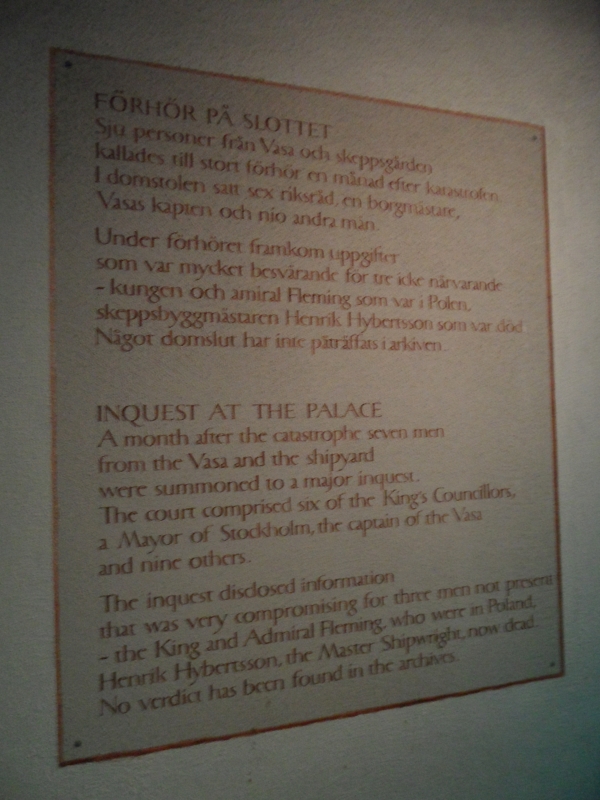 FÖRHÖR PÅ SLOTTET
Sju personer från Vasa och skeppsgården
kallades till stort förhör en månad efter katastrofen.
I domstolen satt sex riksråd, en borgmästare,
Vasas kapten och nio andra män.
Under förhöret framkom uppgifter
som var mycket besvärande för tre icke närvarande
- kungen och amiral Fleming som var i Polen,
skeppsbyggmästaren Henrik Hybertsson som var död.
Något domslut har inte påträffats i arkiven.
INQUEST AT THE PALACE
A month after the catastrophe seven men
from the Vasa and the shipyard
were summoned to a major inquest.
The court comprised six of the King's Councillors,
a Mayor of Stockholm, the captain of the Vasa
and nine others.
The inquest disclosed information
that was very compromising for three men not present
- the King and Admiral Fleming, who were in Poland,
Henrik Hybertsson, the Master Shipwright, now dead.
No verdict has been found in the archives.